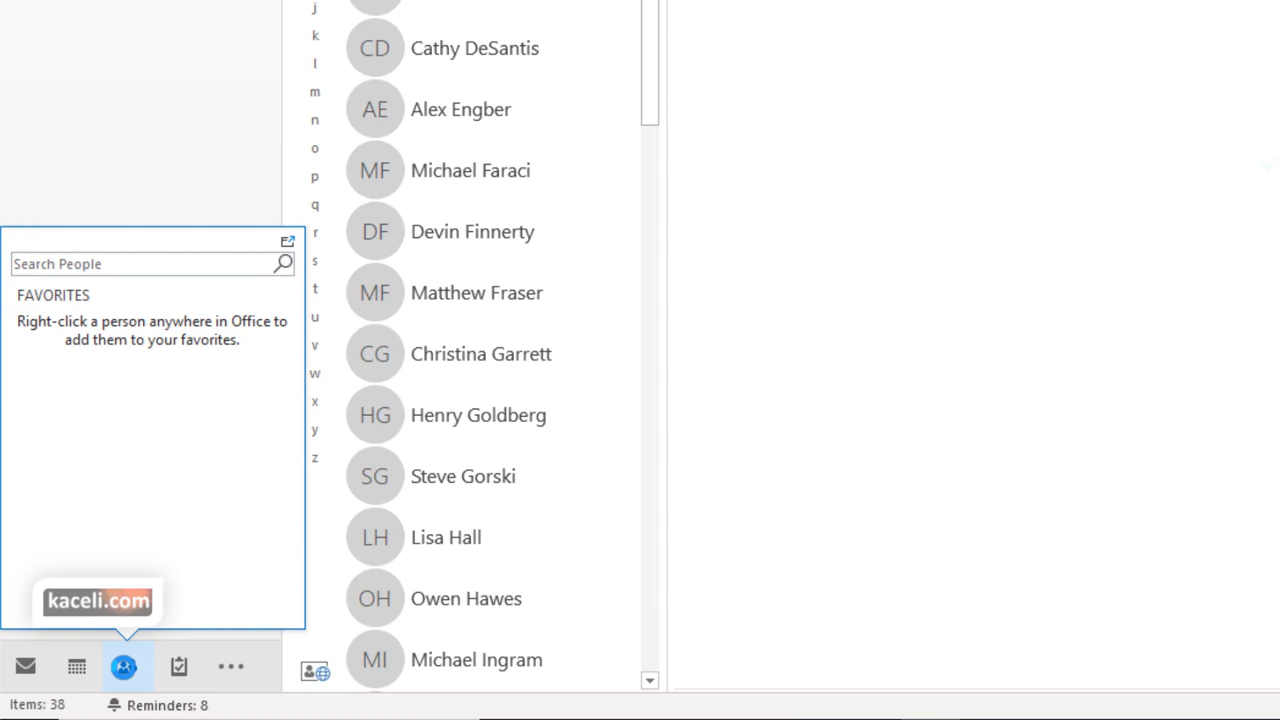 j
k
l
m
n
o
p
q
r
s
t
u
v
w
x
y
z
CD Cathy DeSantis
AE Alex Engber
MF Michael Faraci
DF Devin Finnerty
MF Matthew Fraser
CG Christina Garrett
HG Henry Goldberg
SG Steve Gorski
LH Lisa Hall
OH Owen Hawes
MI Michael Ingram
Search People
FAVORITES
Right-click a person anywhere in Office to
add them to your favorites.
kaceli.com
Items: 38
Reminders: 8